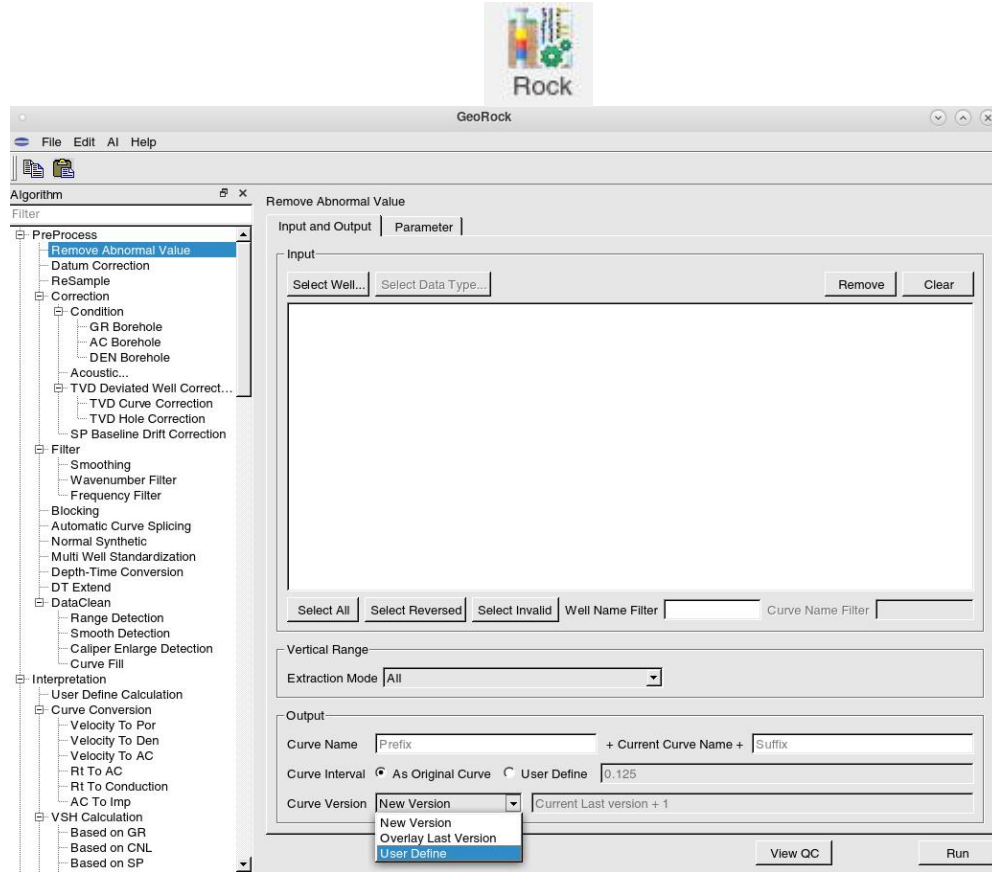 Rock
GeoRock
File Edit AI Help
Algorithm
Filter
PreProcess
Remove Abnormal Value
Datum Correction
ReSample
Correction
Condition
GR Borehole
AC Borehole
DEN Borehole
Acoustic...
TVD Deviated Well Correct...
TVD Curve Correction
TVD Hole Correction
SP Baseline Drift Correction
Filter
Smoothing
Wavenumber Filter
Frequency Filter
Blocking
Automatic Curve Splicing
Normal Synthetic
Multi Well Standardization
Depth-Time Conversion
DT Extend
DataClean
Range Detection
Smooth Detection
Caliper Enlarge Detection
Curve Fill
Interpretation
User Define Calculation
Curve Conversion
Velocity To Por
Velocity To Den
Velocity To AC
Rt To AC
Rt To Conduction
AC To Imp
VSH Calculation
Based on GR
Based on CNL
Based on SP
Remove Abnormal Value
Input and Output Parameter
Input
Select Well... Select Data Type... Remove Clear
Select All Select Reversed Select Invalid Well Name Filter Curve Name Filter
Vertical Range
Extraction Mode All
Output
Curve Name Prefix + Current Curve Name + Suffix
Curve Interval As Original Curve User Define 0.125
Curve Version New Version Current Last version + 1
New Version
Overlay Last Version
User Define
View QC Run